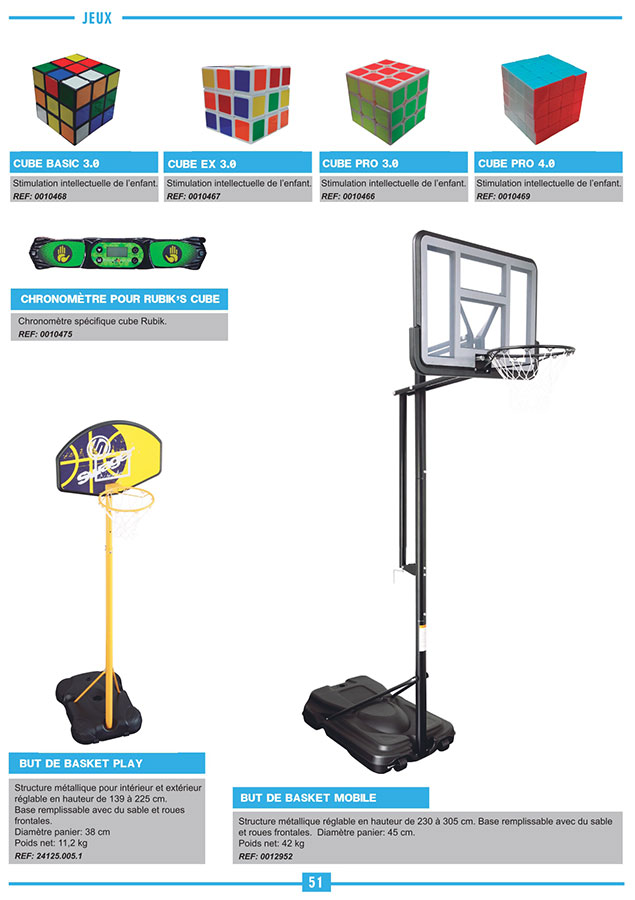 JEUX
CUBE BASIC 3.0
Stimulation intellectuelle de l'enfant.
REF: 0010468
CUBE EX 3.0
Stimulation intellectuelle de l'enfant.
REF: 0010467
CUBE PRO 3.0
Stimulation intellectuelle de l'enfant.
REF: 0010466
CUBE PRO 4.0
Stimulation intellectuelle de l'enfant.
REF: 0010469
CHRONOMÈTRE POUR RUBIK'S CUBE
Chronomètre spécifique cube Rubik.
REF: 0010475
BUT DE BASKET PLAY
Structure métallique pour intérieur et extérieur
réglable en hauteur de 139 à 225 cm.
Base remplissable avec du sable et roues
frontales.
Diamètre panier: 38 cm
Poids net: 11,2 kg
REF: 24125.005.1
BUT DE BASKET MOBILE
Structure métallique réglable en hauteur de 230 à 305 cm. Base remplissable avec du sable
et roues frontales. Diamètre panier: 45 cm.
Poids net: 42 kg
REF: 0012952
51